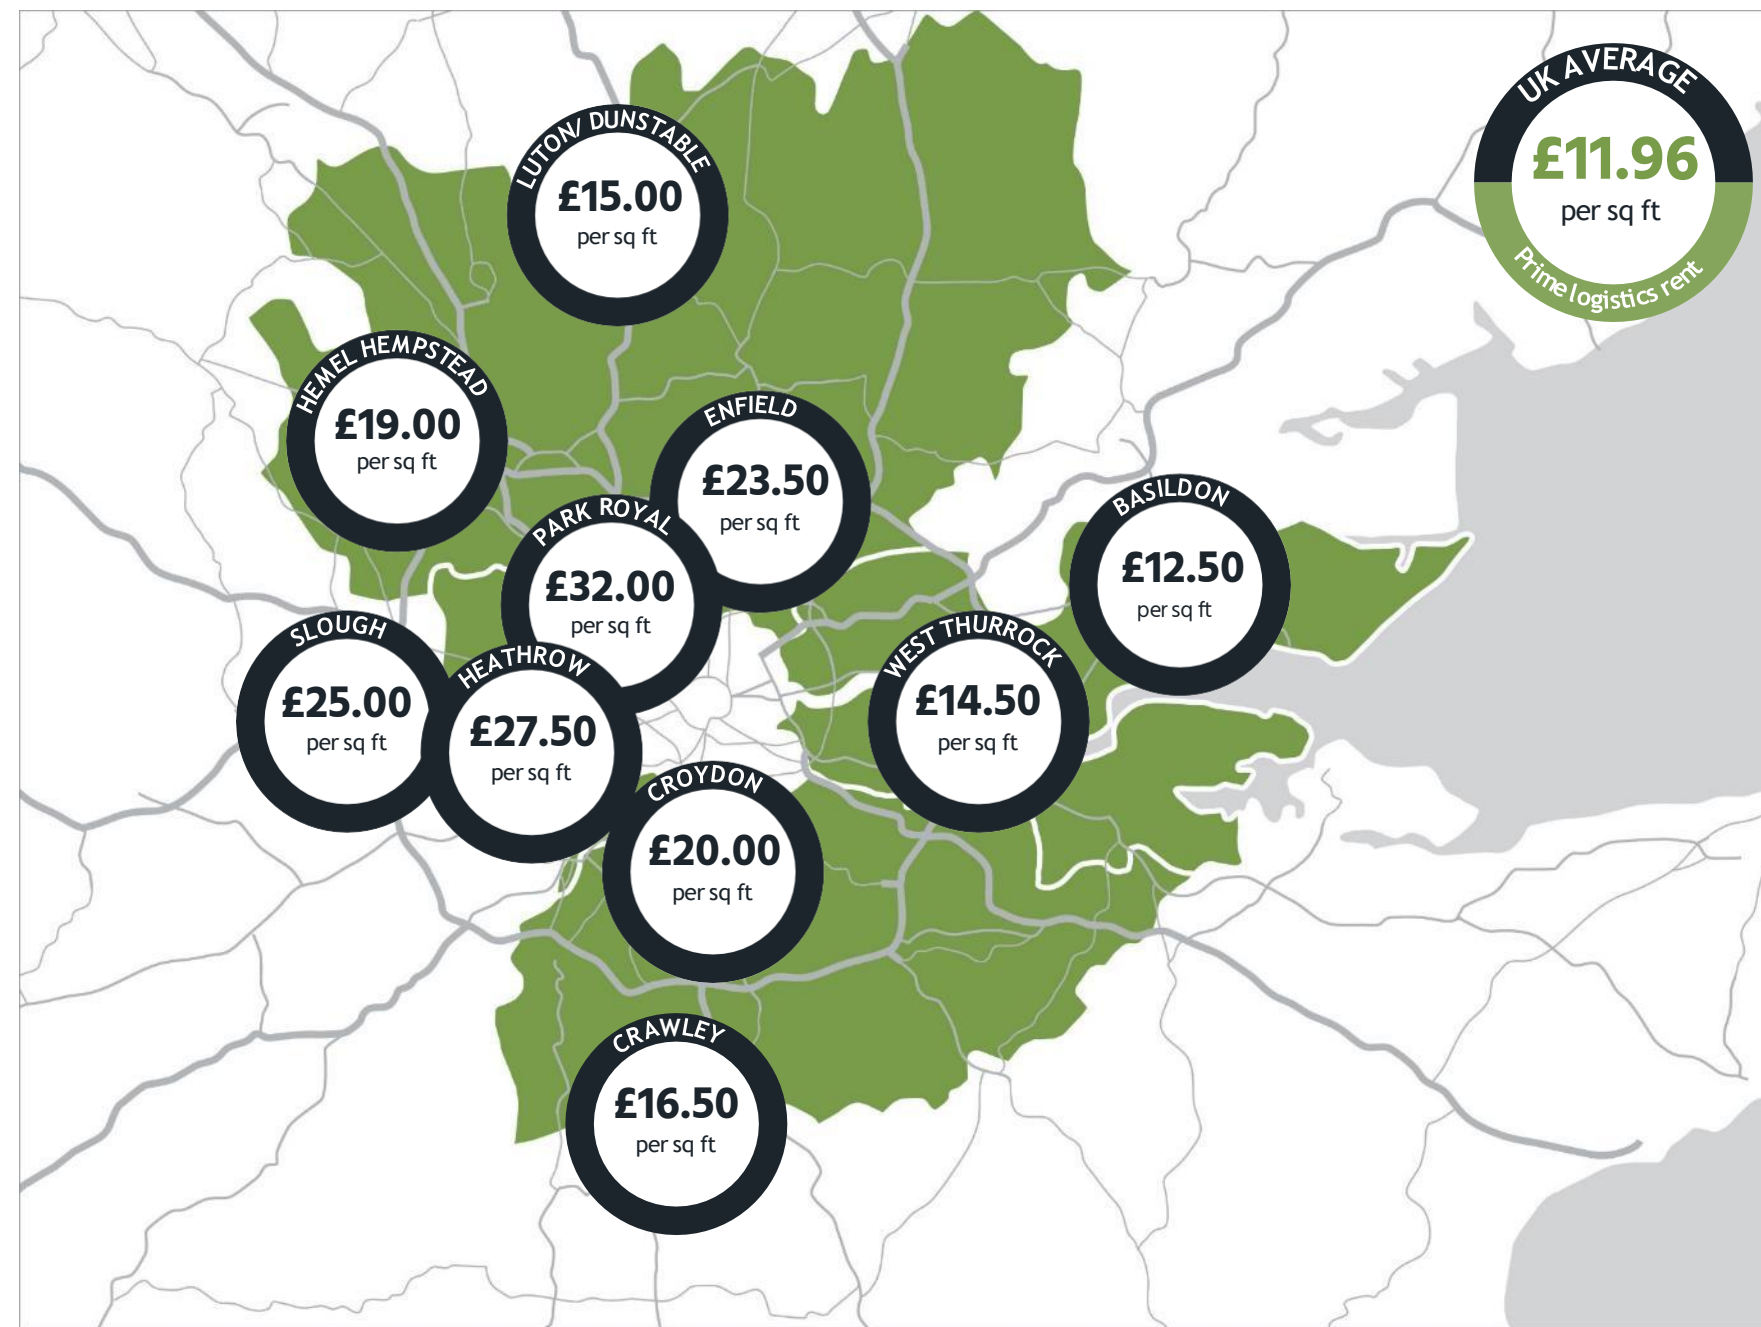 UK AVERAGE
£11.96
per sq ft
Prime logistics rent
LUTON/ DUNSTABLE
£15.00
per sq ft
HEMEL HEMPSTEAD
£19.00
per sq ft
ENFIELD
£23.50
per sq ft
PARK ROYAL
£32.00
per sq ft
BASILDON
£12.50
per sq ft
SLOUGH
£25.00
per sq ft
HEATHROW
£27.50
per sq ft
WEST THURROCK
£14.50
per sq ft
CROYDON
£20.00
per sq ft
CRAWLEY
£16.50
per sq ft